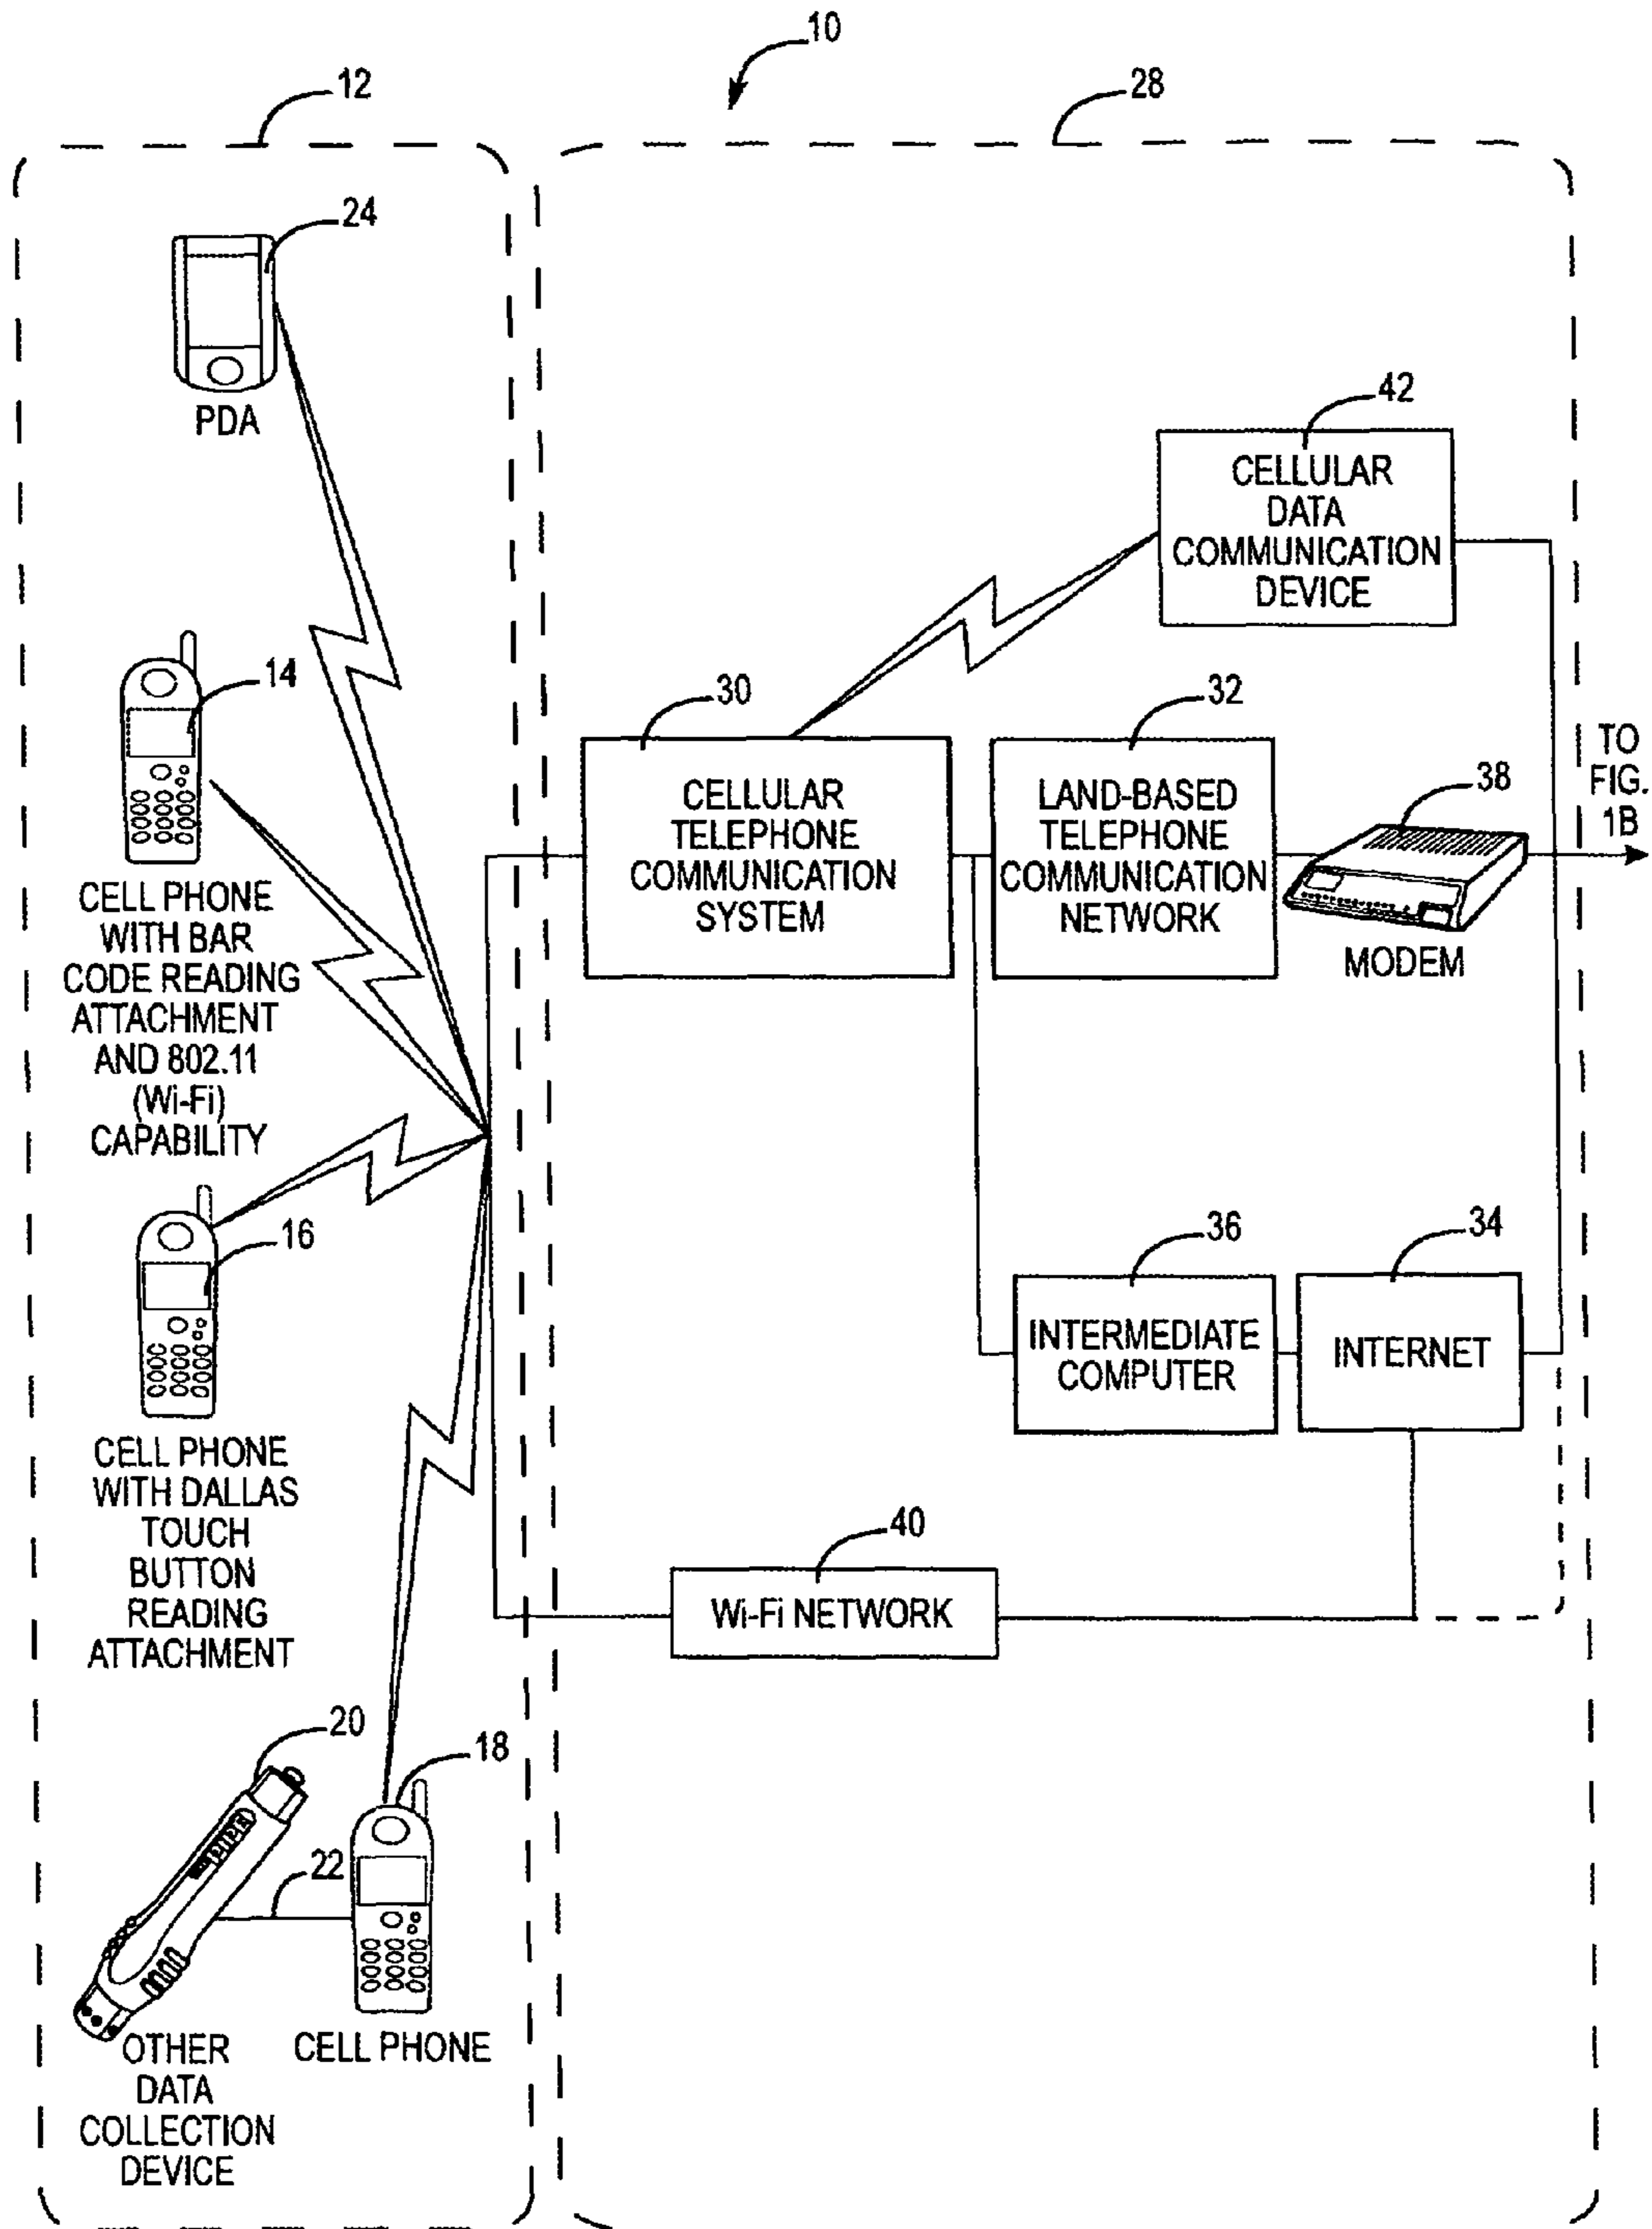 10
12
28
24
PDA
42
CELLULAR
DATA
COMMUNICATION
DEVICE
14
30
32
TO
FIG.
1B
38
CELLULAR
TELEPHONE
COMMUNICATION
SYSTEM
LAND-BASED
TELEPHONE
COMMUNICATION
NETWORK
MODEM
CELL PHONE
WITH BAR
CODE READING
ATTACHMENT
AND 802.11
(Wi-Fi)
CAPABILITY
16
36
34
INTERMEDIATE
COMPUTER
INTERNET
CELL PHONE
WITH DALLAS
TOUCH
BUTTON
READING
ATTACHMENT
40
Wi-Fi NETWORK
20
18
22
OTHER
DATA
COLLECTION
DEVICE
CELL PHONE